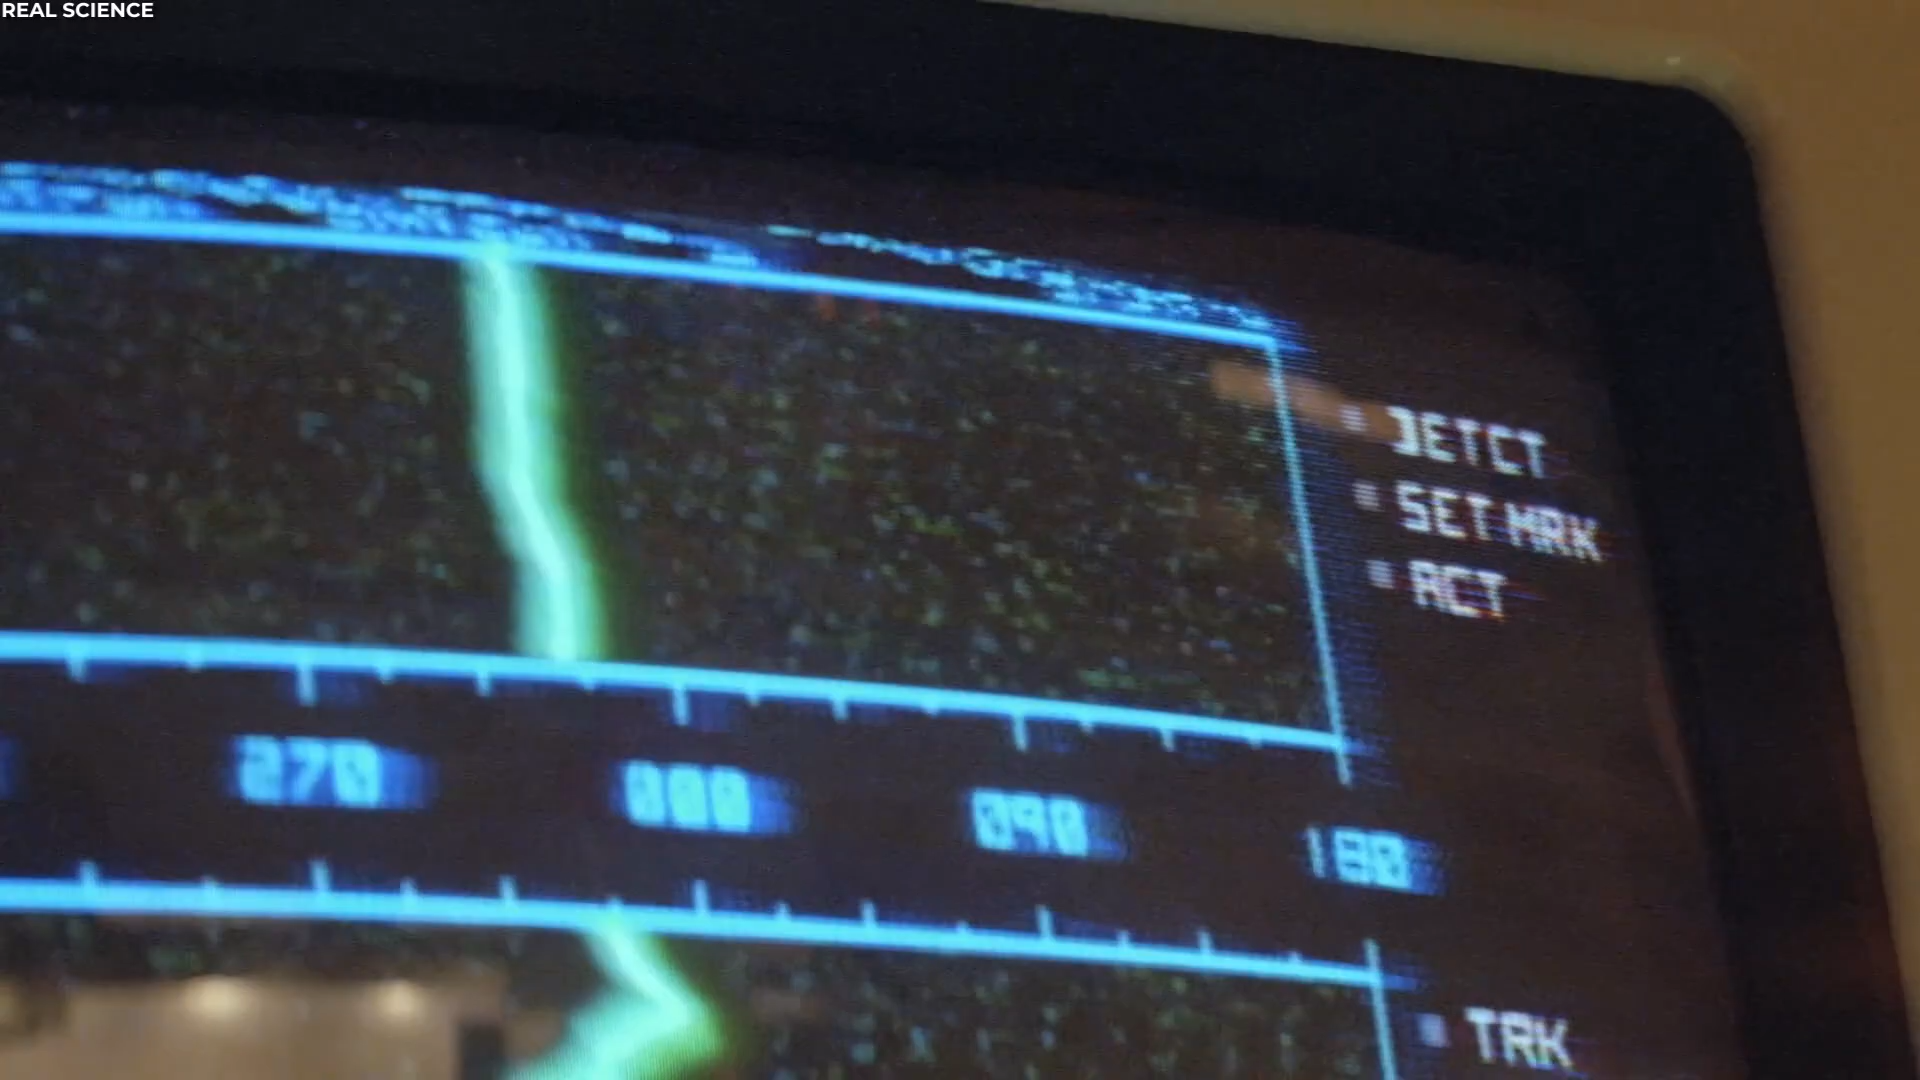 REAL SCIENCE
DETCT
SET MRK
ACT
270
000
090
180
TRK